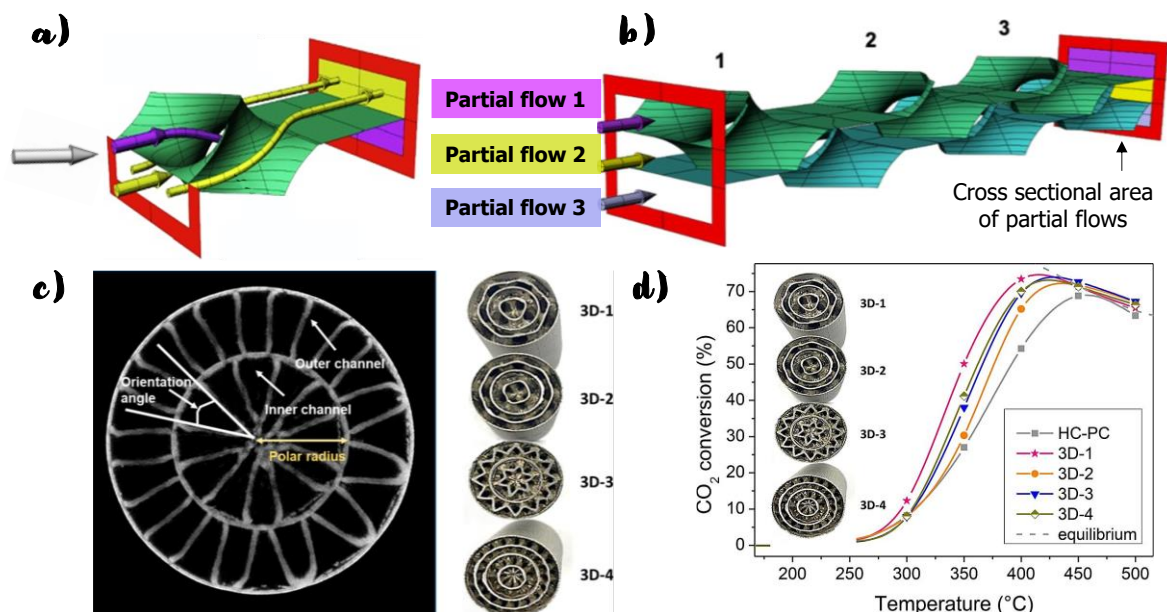 a)
b)
1
2
3
Partial flow 1
Partial flow 2
Partial flow 3
Cross sectional area
of partial flows
c)
Outer channel
Orientation
angle
Inner channel
Polar radius
3D-1
3D-2
3D-3
3D-4
d)
CO₂ conversion (%)
70
60
50
40
30
20
10
0
3D-1
3D-2
3D-3
3D-4
HC-PC
3D-1
3D-2
3D-3
3D-4
equilibrium
200
250
300
350
400
450
500
Temperature (°C)